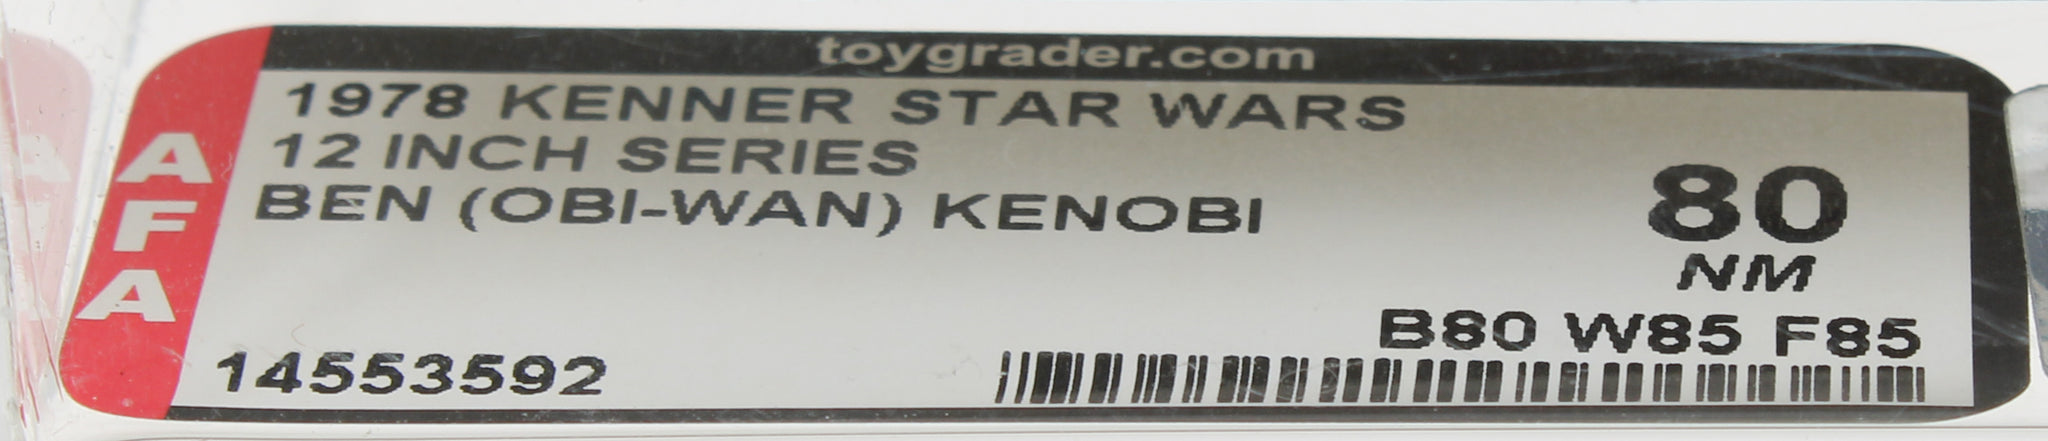 toygrader.com
AFA
1978 KENNER STAR WARS
12 INCH SERIES
BEN (OBI-WAN) KENOBI
80
NM
B80 W85 F85
14553592